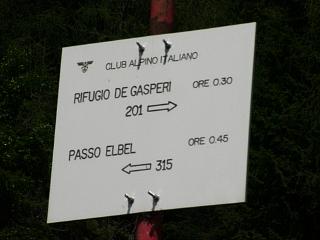 CLUB ALPINO ITALIANO
RIFUGIO DE GASPERI ORE 0.30
201
PASSO ELBEL ORE 0.45
315